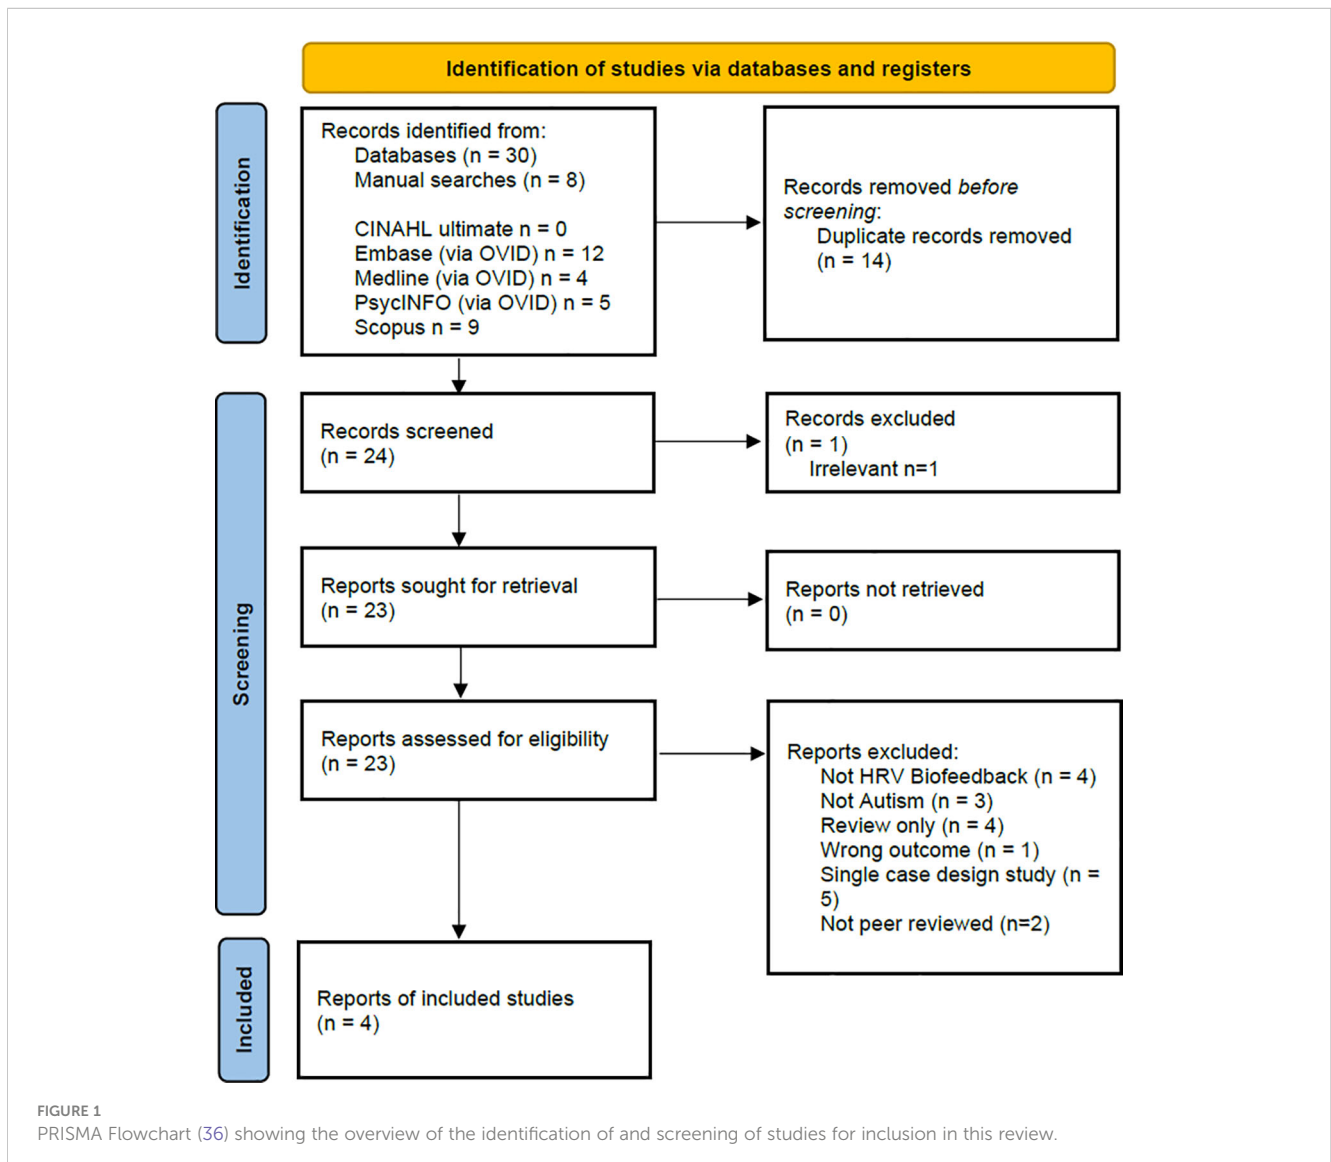 Identification of studies via databases and registers
Identification
Records identified from:
Databases (n = 30)
Manual searches (n = 8)
CINAHL ultimate n = 0
Embase (via OVID) n = 12
Medline (via OVID) n = 4
PsycINFO (via OVID) n = 5
Scopus n = 9
Records removed before
screening:
Duplicate records removed
(n = 14)
Screening
Records screened
(n = 24)
Records excluded
(n = 1)
Irrelevant n=1
Reports sought for retrieval
(n = 23)
Reports not retrieved
(n = 0)
Reports assessed for eligibility
(n = 23)
Reports excluded:
Not HRV Biofeedback (n = 4)
Not Autism (n = 3)
Review only (n = 4)
Wrong outcome (n = 1)
Single case design study (n =
5)
Not peer reviewed (n=2)
Included
Reports of included studies
(n = 4)
FIGURE 1
PRISMA Flowchart (36) showing the overview of the identification of and screening of studies for inclusion in this review.